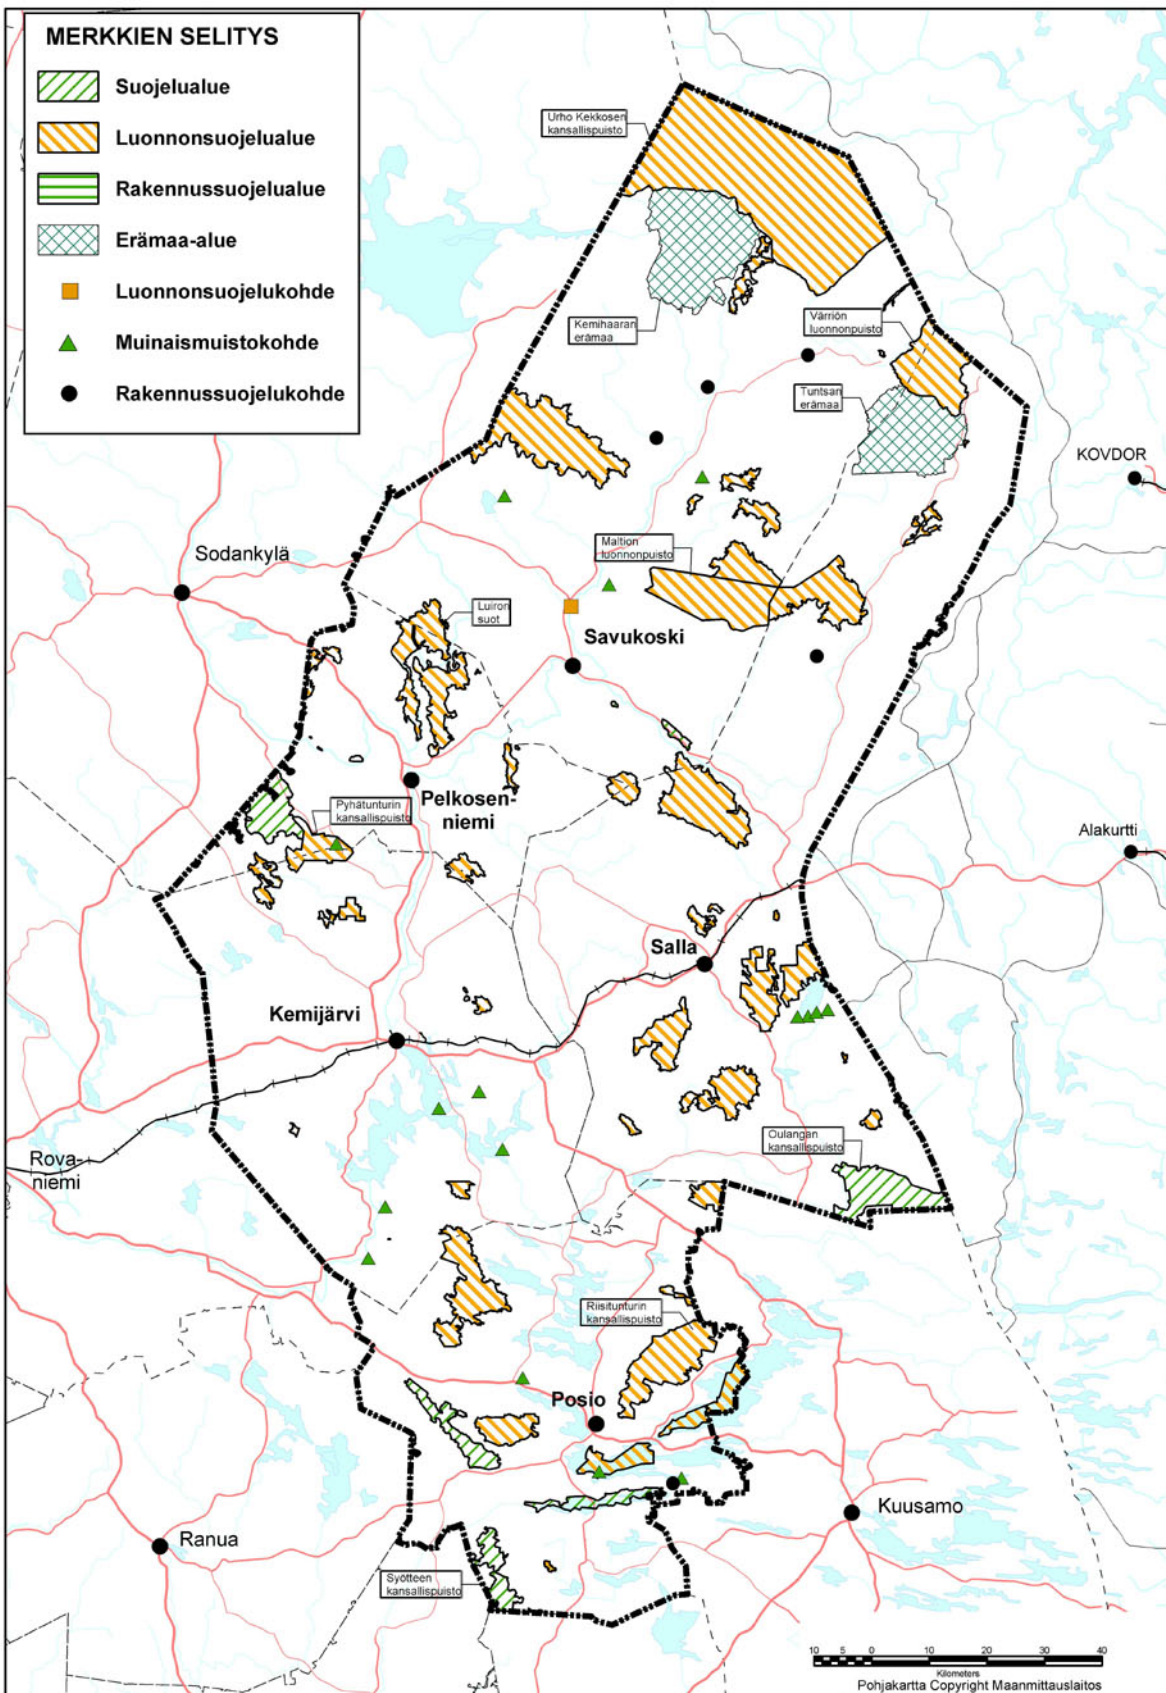 MERKKIEN SELITYS
Suojelualue
Luonnonsuojelualue
Rakennussuojelualue
Erämaa-alue
Luonnonsuojelukohde
Muinaismuistokohde
Rakennussuojelukohde
Urho Kekkosen
kansallispuisto
Kemihaaran
erämaa
Värriön
luonnonpuisto
Tuntsan
erämaa
KOVDOR
Sodankylä
Maltion
luonnonpuisto
Luiron
suot
Savukoski
Pelkosen-
niemi
Pyhätunturin
kansallispuisto
Alakurtti
Salla
Kemijärvi
Rova-
niemi
Oulangan
kansallispuisto
Riisitunturin
kansallispuisto
Posio
Kuusamo
Ranua
Syötteen
kansallispuisto
10 5 0 10 20 30 40
Kilometers
Pohjakartta Copyright Maanmittauslaitos